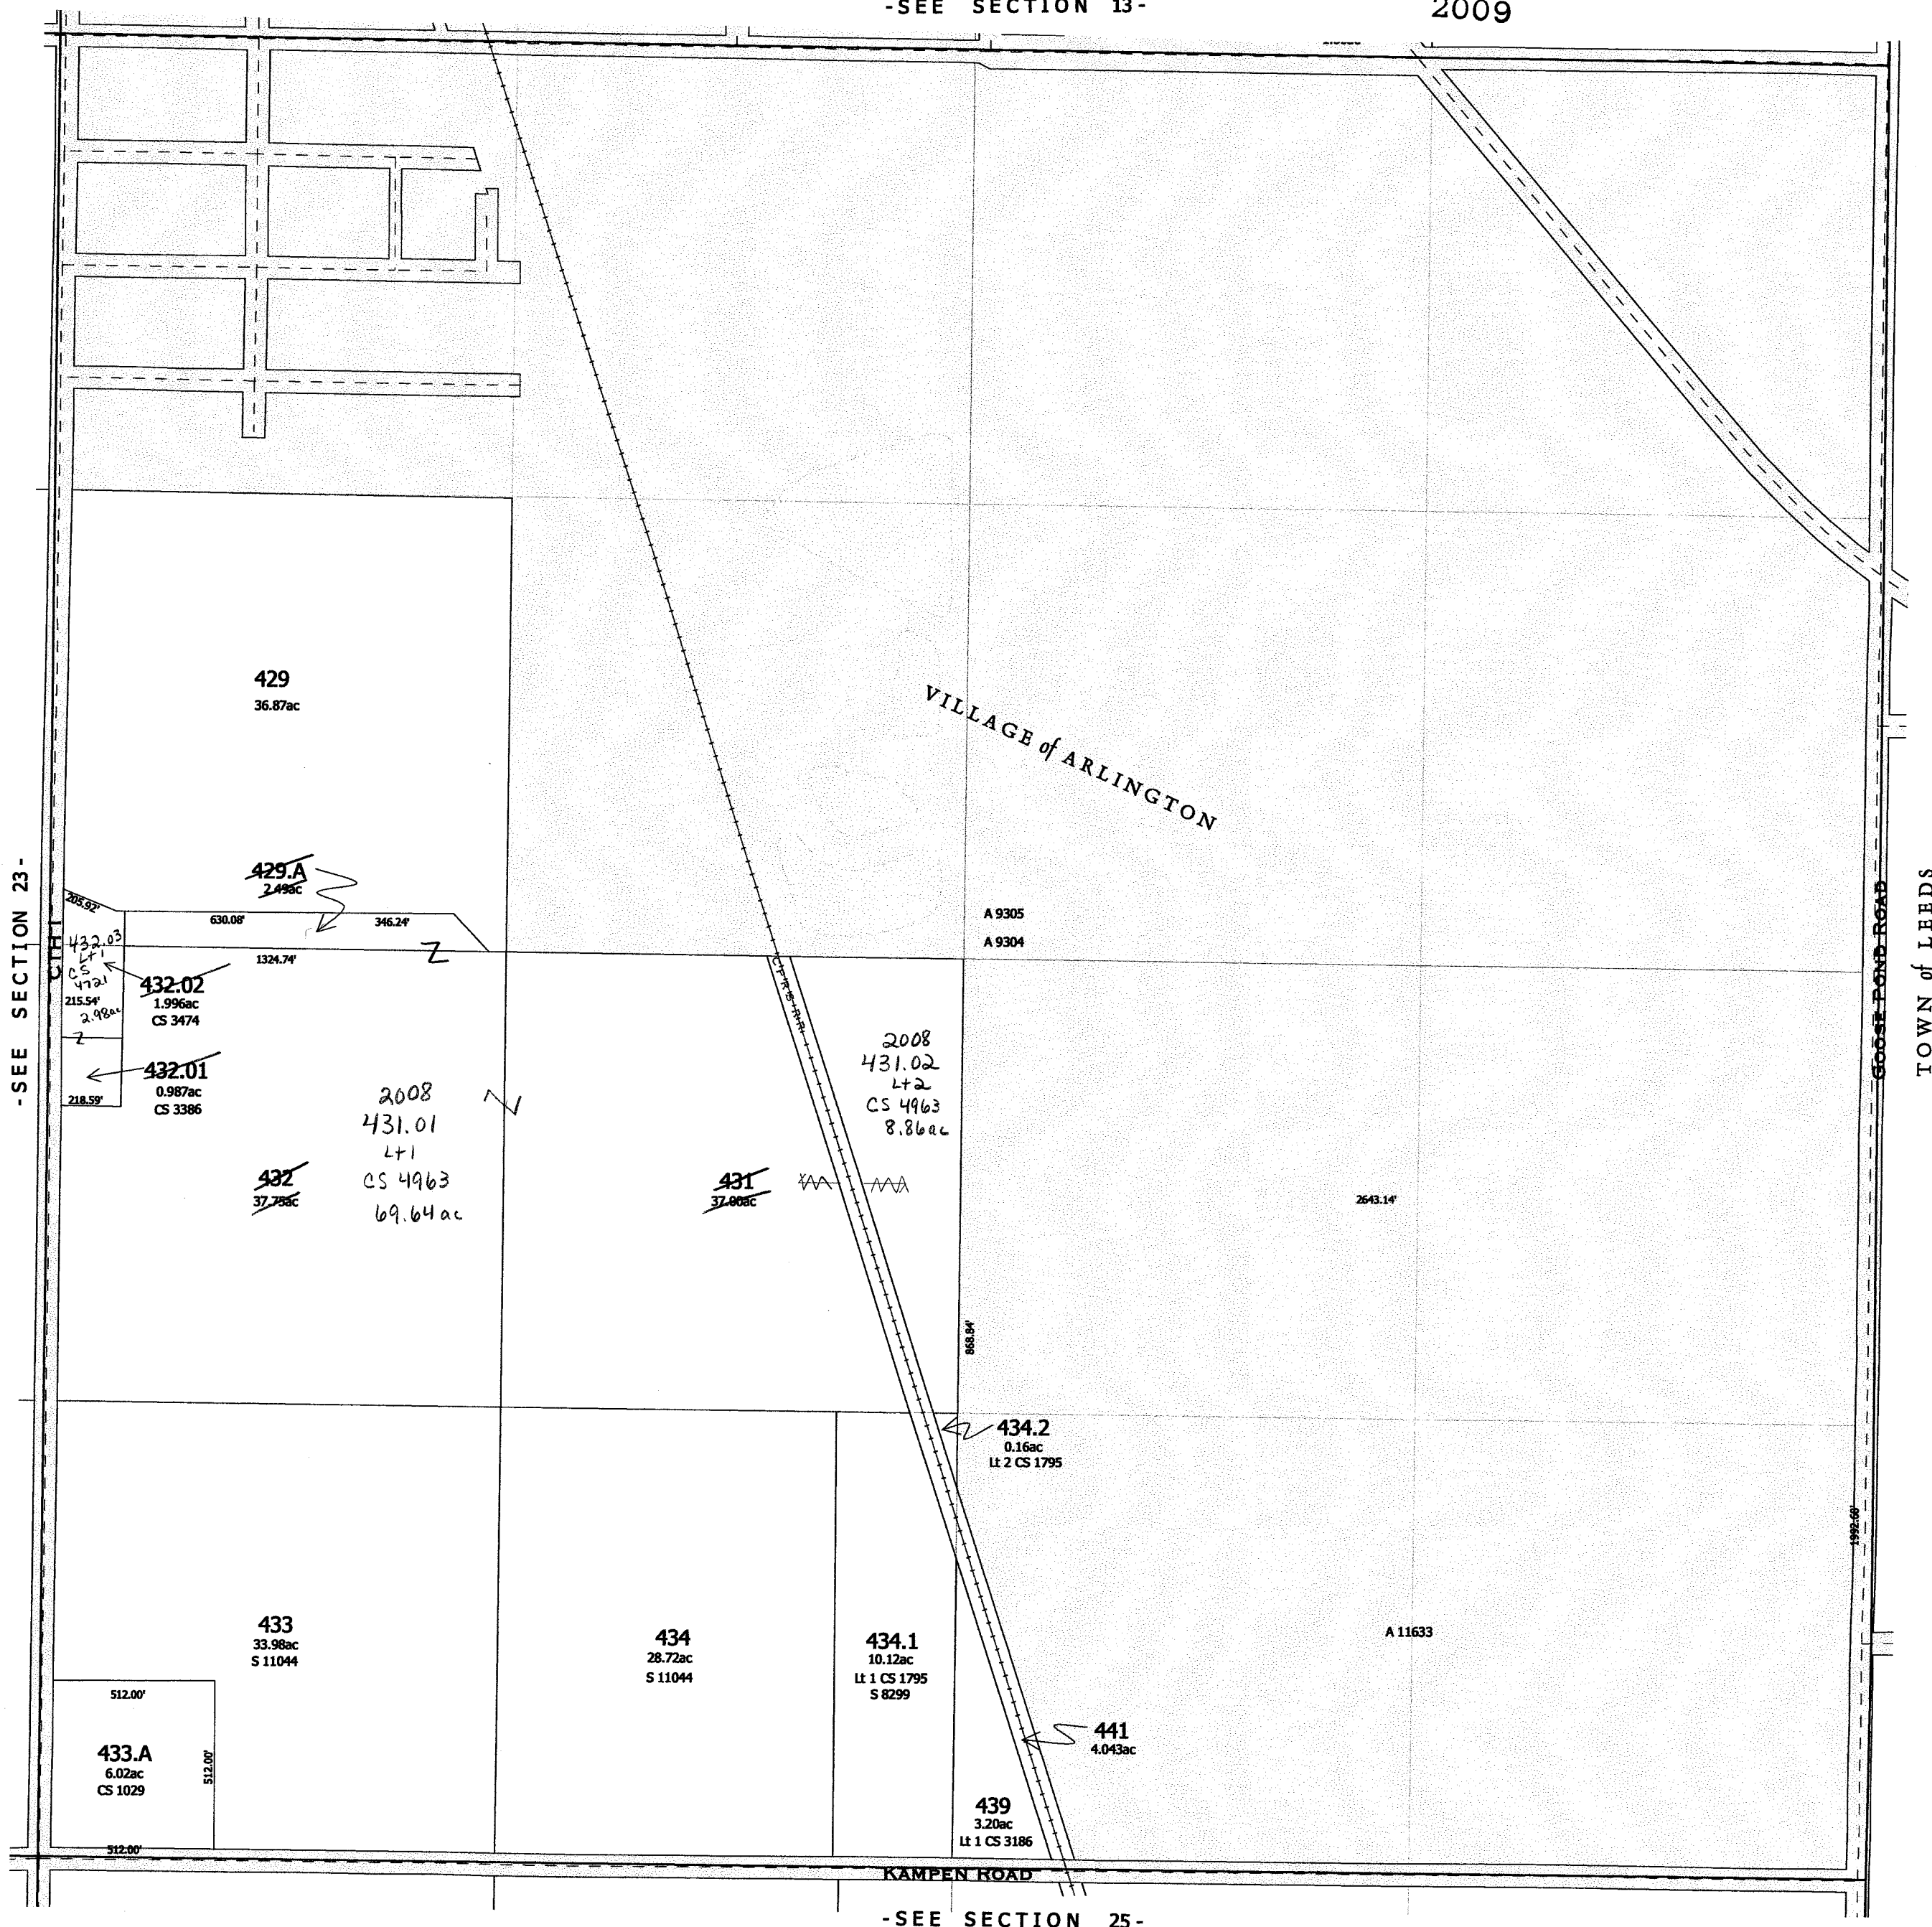 -SEE SECTION 13-
2009
429
36.87ac
VILLAGE of ARLINGTON
-SEE SECTION 23-
CTH I
GOOSE POND ROAD
TOWN of LEEDS
429.A
2.49ac
205.92'
630.08'
346.24'
A 9305
A 9304
432.03
Lt 1
CS
4721
215.54'
2.98ac
Z
1324.74'
Z
432.02
1.996ac
CS 3474
432.01
0.987ac
CS 3386
218.59'
C.P.R.S.R.R.
2008
431.02
Lt 2
CS 4963
8.86ac
2008
431.01
Lt 1
CS 4963
69.64 ac
432
37.75ac
431
37.00ac
2643.14'
868.84'
434.2
0.16ac
Lt 2 CS 1795
1992.60'
433
33.98ac
S 11044
434
28.72ac
S 11044
434.1
10.12ac
Lt 1 CS 1795
S 8299
A 11633
512.00'
433.A
6.02ac
CS 1029
512.00'
512.00'
441
4.043ac
439
3.20ac
Lt 1 CS 3186
KAMPEN ROAD
-SEE SECTION 25-